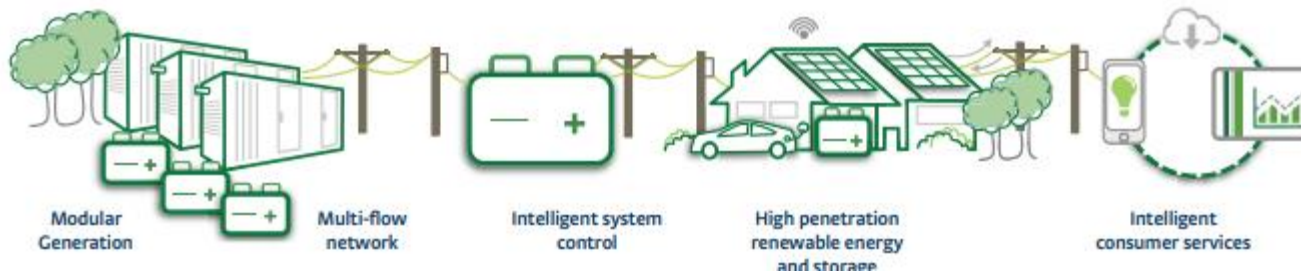 Modular
Generation
Multi-flow
network
Intelligent system
control
High penetration
renewable energy
and storage
Intelligent
consumer services